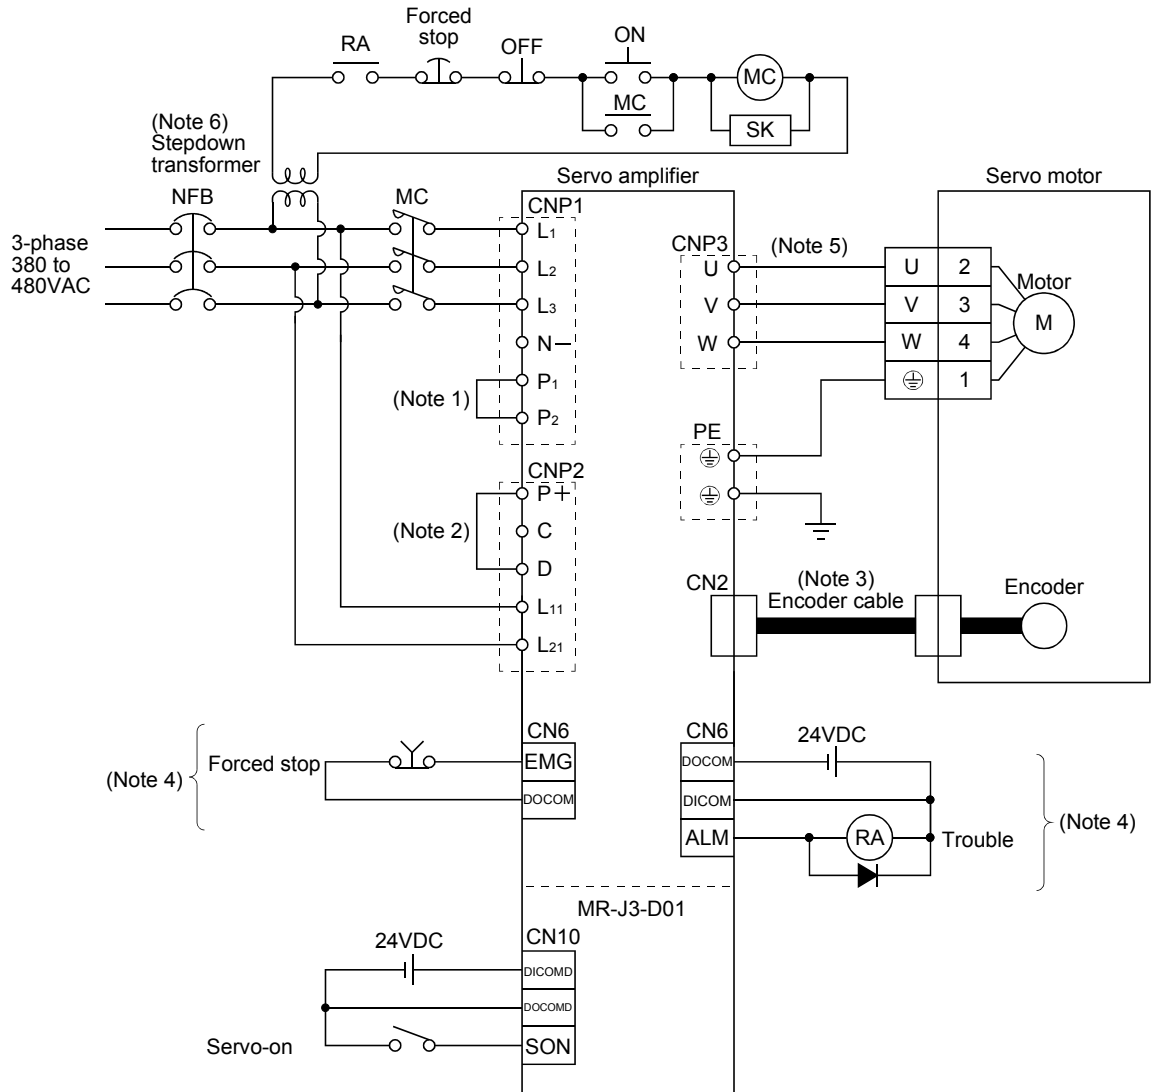 Forced
stop
RA
OFF
ON
MC
MC
SK
(Note 6)
Stepdown
transformer
NFB
MC
3-phase
380 to
480VAC
Servo amplifier
Servo motor
CNP1
L1
L2
L3
N−
P1
P2
(Note 1)
CNP2
P+
C
D
L11
L21
(Note 2)
CNP3
U
V
W
(Note 5)
U 2
V 3
W 4
1
Motor
M
PE
CN2
(Note 3)
Encoder cable
Encoder
(Note 4)
Forced stop
CN6
EMG
DOCOM
CN6
DOCOM
DICOM
ALM
24VDC
RA
Trouble
(Note 4)
MR-J3-D01
CN10
24VDC
DICOMD
DOCOMD
SON
Servo-on